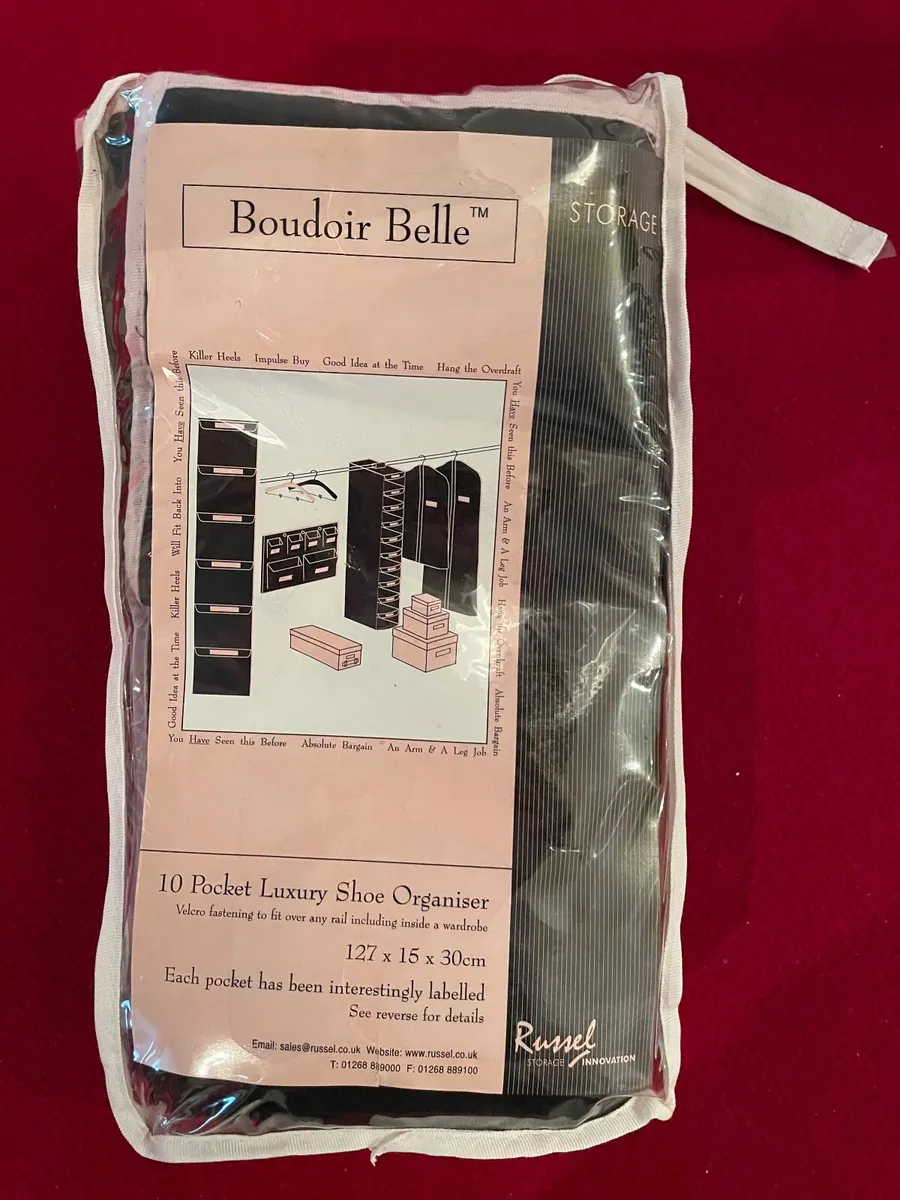 Boudoir Belle™
STORAGE
Killer Heels Impulse Buy Good Idea at the Time Hang the Overdraft
Good Idea at the Time Killer Heels Will Fit Back Into You Have Seen this Before
You Have Seen this Before An Arm & A Leg Job Hang the Overdraft Absolute Bargain
You Have Seen this Before Absolute Bargain An Arm & A Leg Job
10 Pocket Luxury Shoe Organiser
Velcro fastening to fit over any rail including inside a wardrobe
127 x 15 x 30cm
Each pocket has been interestingly labelled
See reverse for details
Email: sales@russel.co.uk Website: www.russel.co.uk
T: 01268 889000 F: 01268 889100
Russel
STORAGE INNOVATION